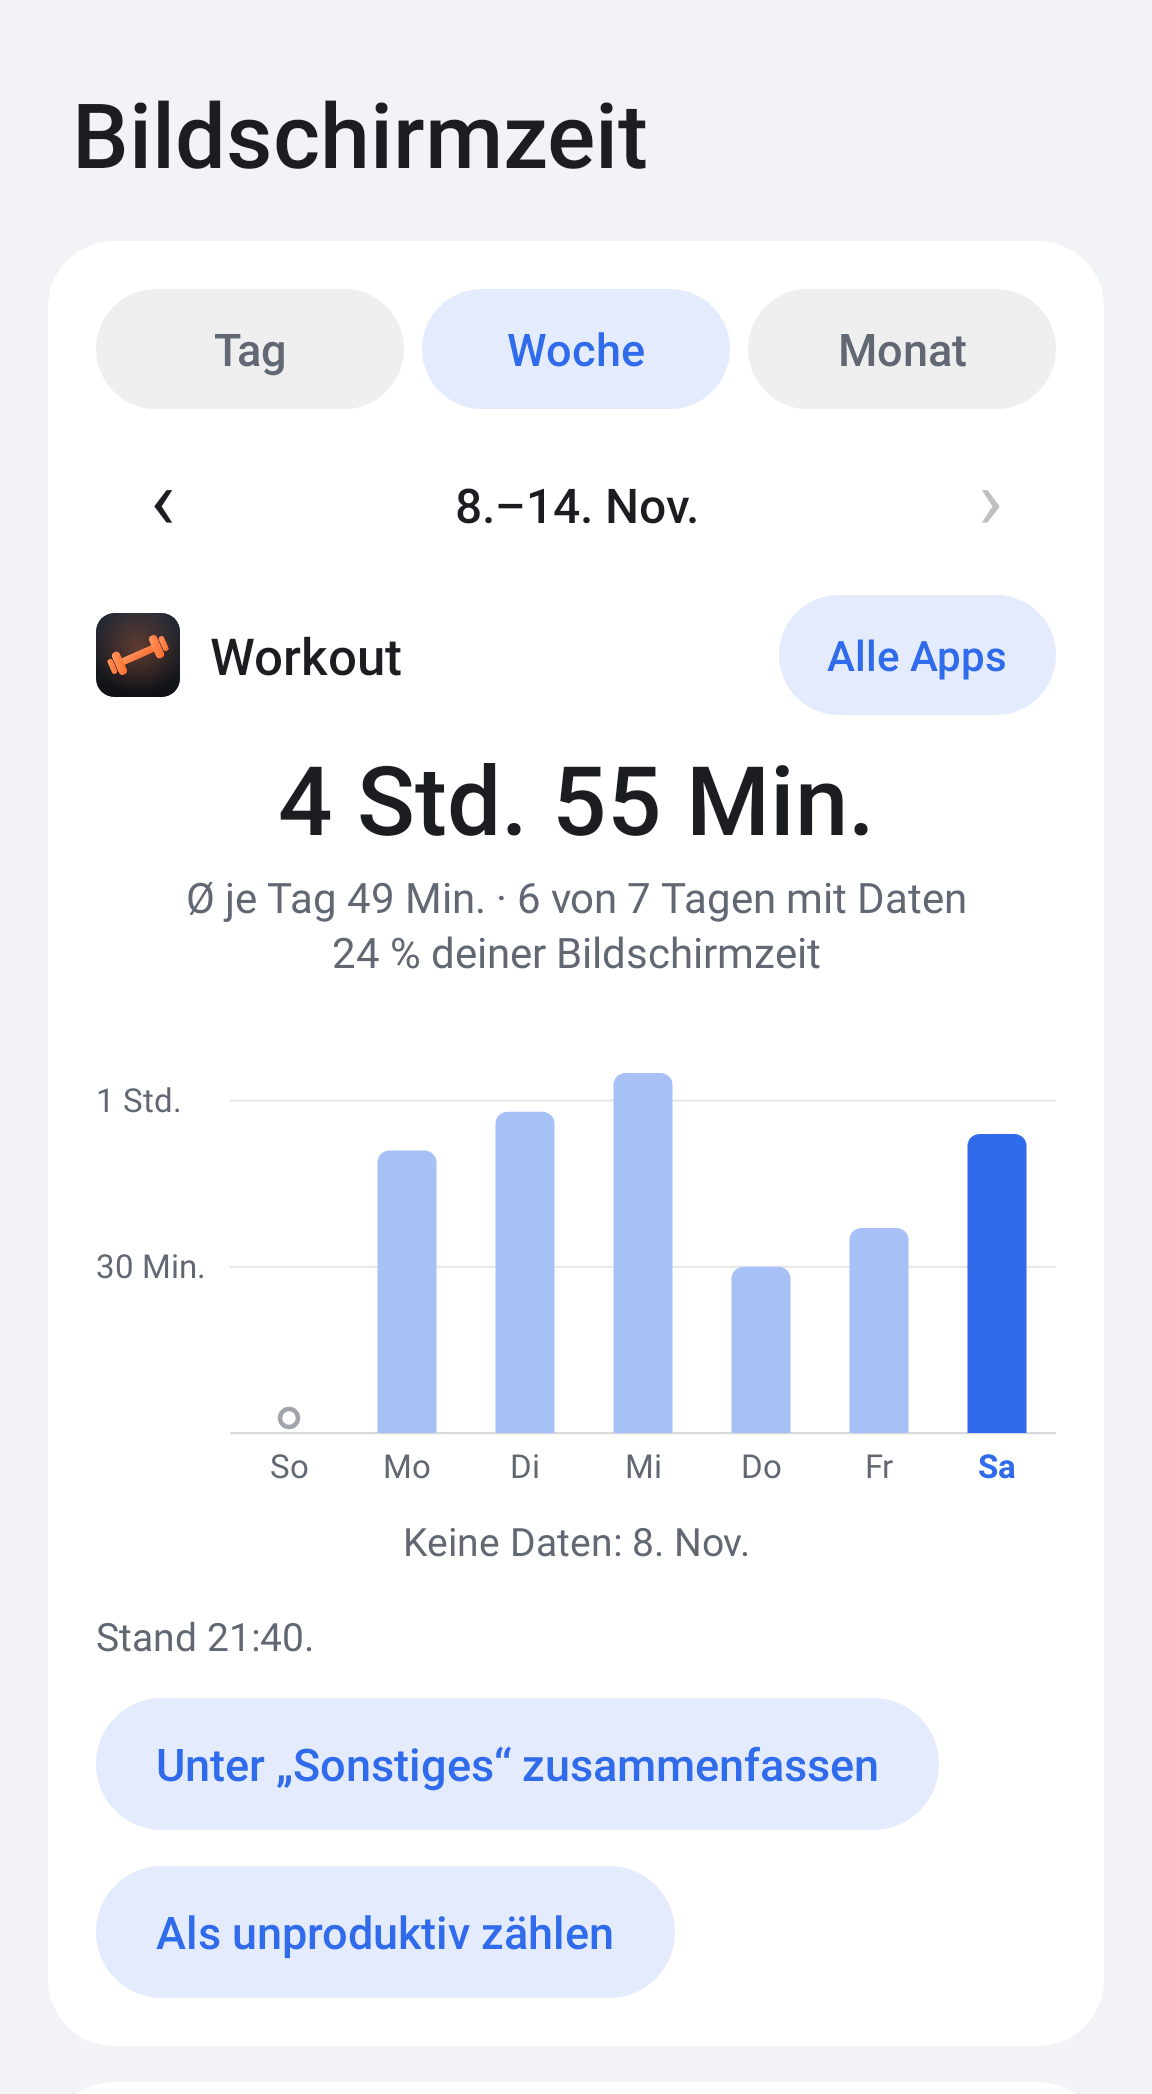 Bildschirmzeit
Tag
Woche
Monat
8.–14. Nov.
Workout
Alle Apps
4 Std. 55 Min.
Ø je Tag 49 Min. · 6 von 7 Tagen mit Daten
24 % deiner Bildschirmzeit
1 Std.
30 Min.
So Mo Di Mi Do Fr Sa
Keine Daten: 8. Nov.
Stand 21:40.
Unter „Sonstiges“ zusammenfassen
Als unproduktiv zählen